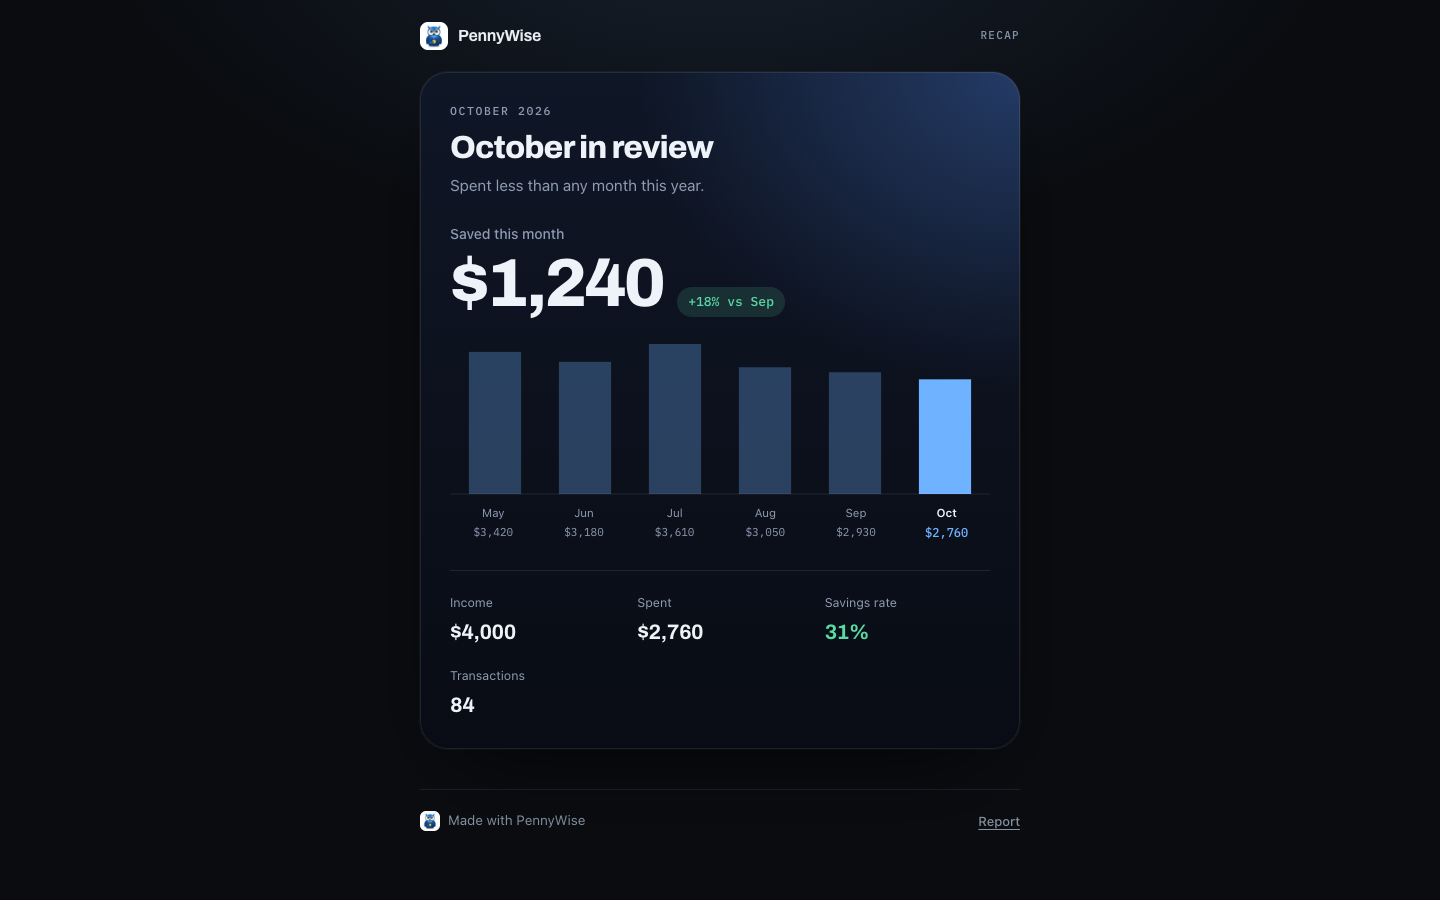 PennyWise
RECAP
OCTOBER 2026
October in review
Spent less than any month this year.
Saved this month
$1,240
+18% vs Sep
May Jun Jul Aug Sep Oct
$3,420 $3,180 $3,610 $3,050 $2,930 $2,760
Income Spent Savings rate
$4,000 $2,760 31%
Transactions
84
Made with PennyWise
Report